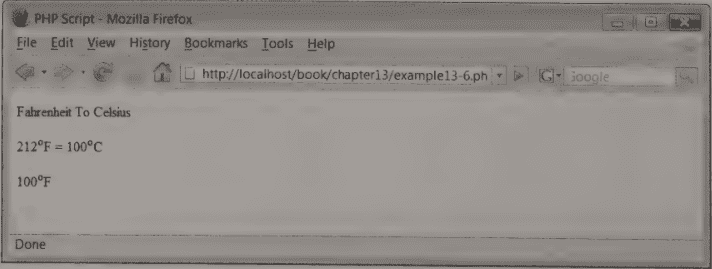 PHP Script - Mozilla Firefox
File Edit View History Bookmarks Tools Help
http://localhost/book/chapter13/example13-6.ph G Google
Fahrenheit To Celsius
212°F = 100°C
100°F
Done